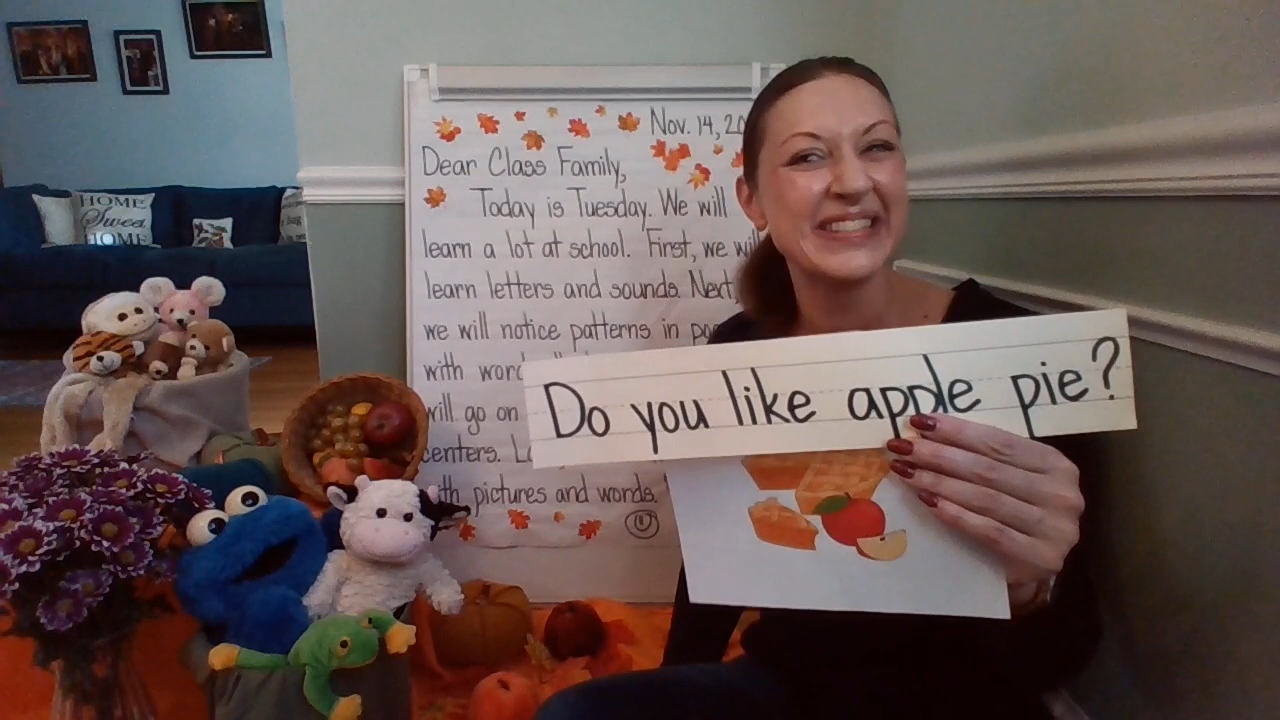 HOME
Sweet
HOME
Nov. 14, 20
Dear Class Family,
Today is Tuesday. We will
learn a lot at school. First, we will
learn letters and sounds. Next,
we will notice patterns in
with
will go on
centers.
with pictures and words.
Do you like apple pie?